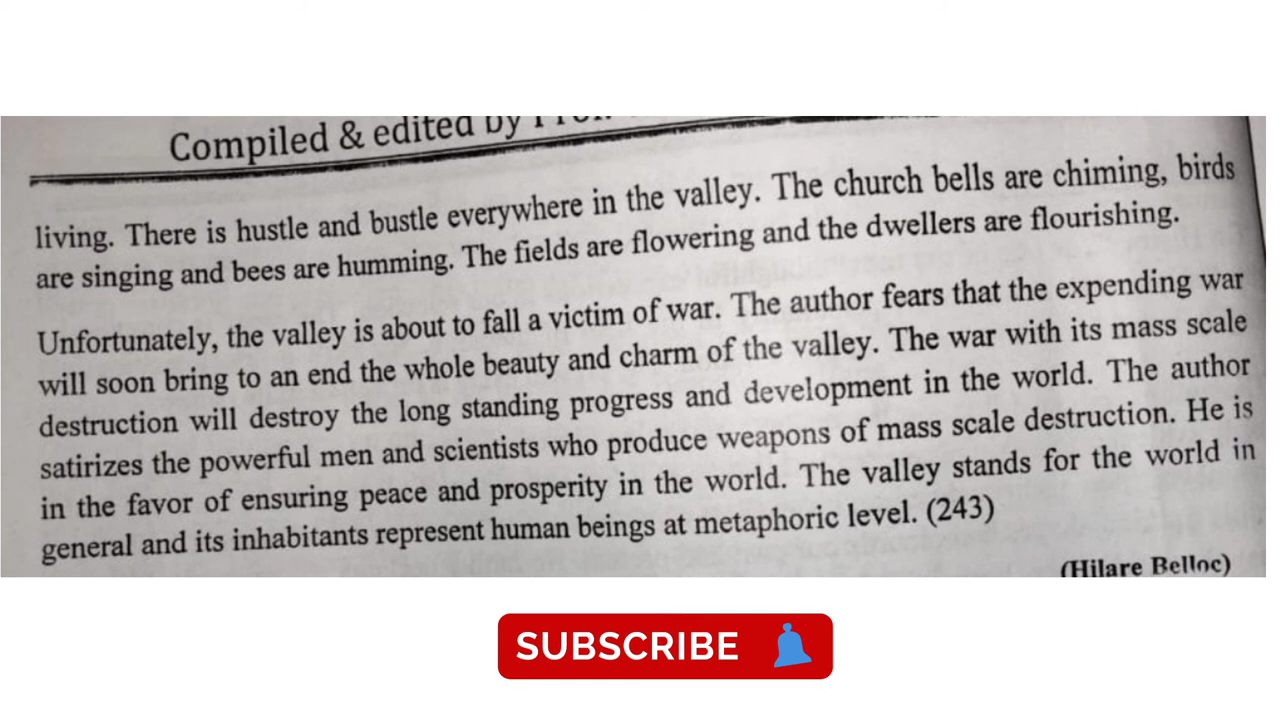 Compiled & edited by
living. There is hustle and bustle everywhere in the valley. The church bells are chiming, birds
are singing and bees are humming. The fields are flowering and the dwellers are flourishing.
Unfortunately, the valley is about to fall a victim of war. The author fears that the expending war
will soon bring to an end the whole beauty and charm of the valley. The war with its mass scale
destruction will destroy the long standing progress and development in the world. The author
satirizes the powerful men and scientists who produce weapons of mass scale destruction. He is
in the favor of ensuring peace and prosperity in the world. The valley stands for the world in
general and its inhabitants represent human beings at metaphoric level. (243)
(Hilare Belloc)
SUBSCRIBE